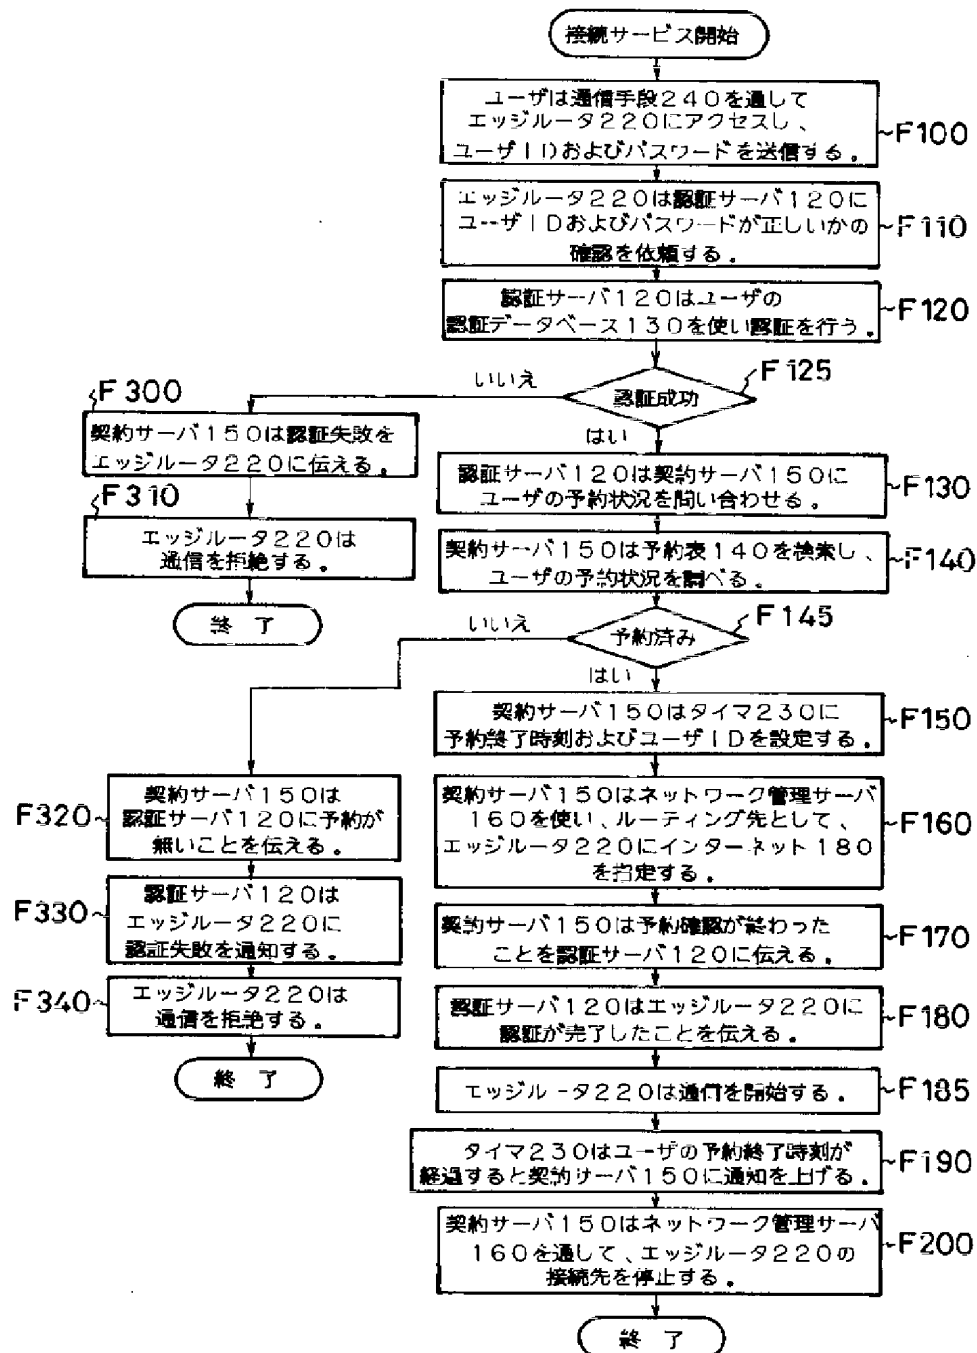 接続サービス開始
ユーザは通信手段240を通して
エッジルータ220にアクセスし、
ユーザIDおよびパスワードを送信する。
F100
エッジルータ220は認証サーバ120に
ユーザIDおよびパスワードが正しいかの
確認を依頼する。
F110
認証サーバ120はユーザの
認証データベース130を使い認証を行う。
F120
認証成功
F125
いいえ
はい
F300
契約サーバ150は認証失敗を
エッジルータ220に伝える。
F310
エッジルータ220は
通信を拒絶する。
終了
認証サーバ120は契約サーバ150に
ユーザの予約状況を問い合わせる。
F130
契約サーバ150は予約表140を検索し、
ユーザの予約状況を調べる。
F140
予約済み
F145
いいえ
はい
契約サーバ150はタイマ230に
予約終了時刻およびユーザIDを設定する。
F150
契約サーバ150はネットワーク管理サーバ
160を使い、ルーティング先として、
エッジルータ220にインターネット180
を指定する。
F160
契約サーバ150は予約確認が終わった
ことを認証サーバ120に伝える。
F170
認証サーバ120はエッジルータ220に
認証が完了したことを伝える。
F180
エッジルータ220は通信を開始する。
F185
タイマ230はユーザの予約終了時刻が
経過すると契約サーバ150に通知を上げる。
F190
契約サーバ150はネットワーク管理サーバ
160を通して、エッジルータ220の
接続先を停止する。
F200
終了
F320
契約サーバ150は
認証サーバ120に予約が
無いことを伝える。
F330
認証サーバ120は
エッジルータ220に
認証失敗を通知する。
F340
エッジルータ220は
通信を拒絶する。
終了